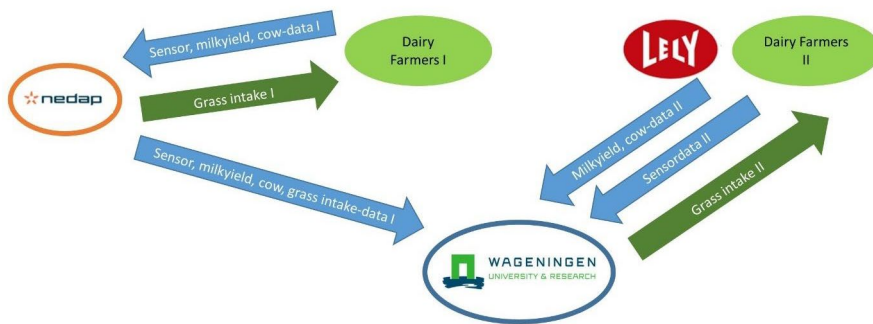 Sensor, milkyield, cow-data I
Dairy
Farmers I
LELY
Dairy Farmers
II
nedap
Grass intake I
Milkyield, cow-data II
Sensordata II
Grass intake II
Sensor, milkyield, cow, grass intake-data I
WAGENINGEN
UNIVERSITY & RESEARCH